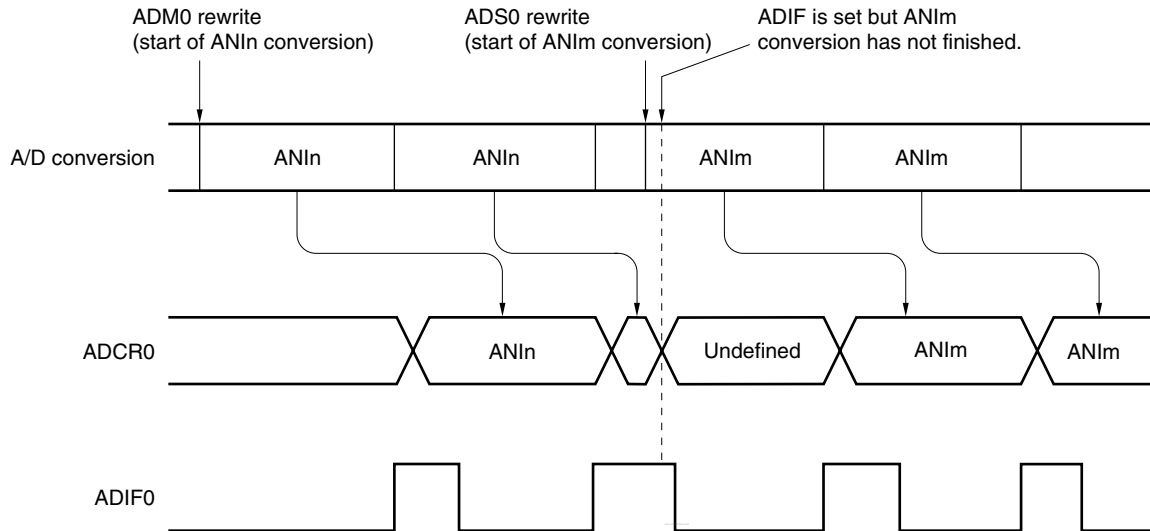 ADM0 rewrite
(start of ANIn conversion)
ADS0 rewrite
(start of ANIm conversion)
ADIF is set but ANIm
conversion has not finished.
A/D conversion
ANIn
ANIn
ANIm
ANIm
ADCR0
ANIn
Undefined
ANIm
ANIm
ADIF0